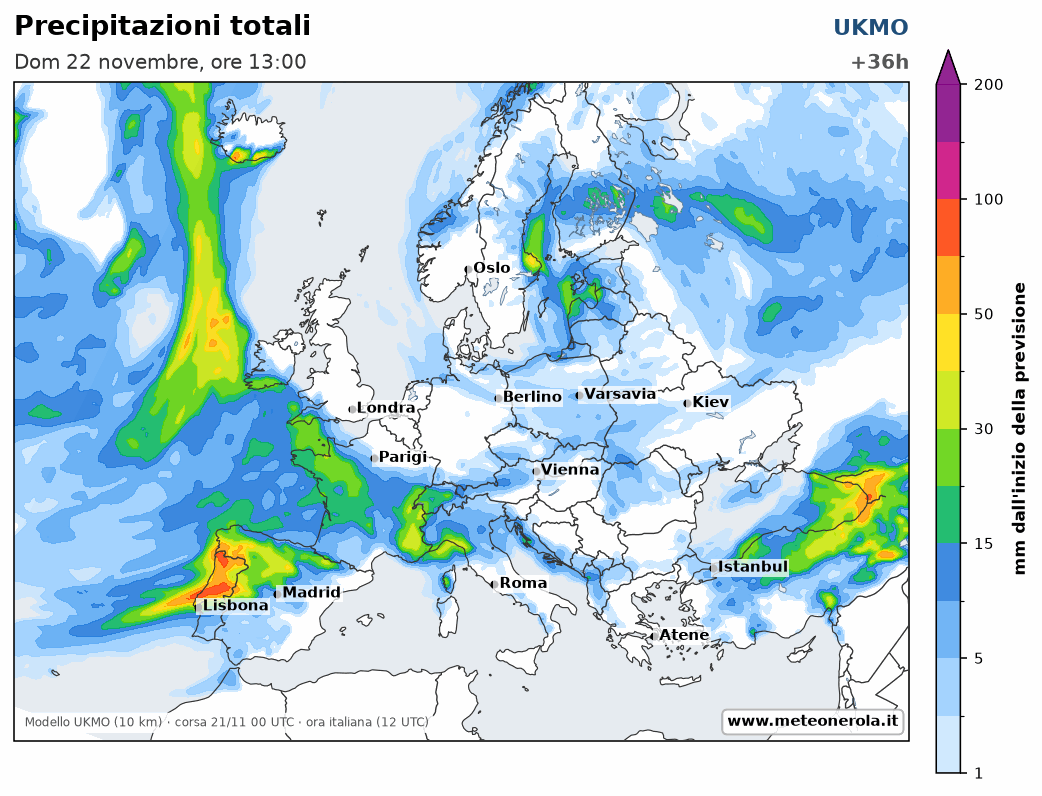 Precipitazioni totali
UKMO
Dom 22 novembre, ore 13:00
+36h
200
100
50
30
15
5
1
mm dall'inizio della previsione
Oslo
Londra
Berlino
Varsavia
Kiev
Parigi
Vienna
Istanbul
Roma
Madrid
Lisbona
Atene
Modello UKMO (10 km) · corsa 21/11 00 UTC · ora italiana (12 UTC)
www.meteonerola.it